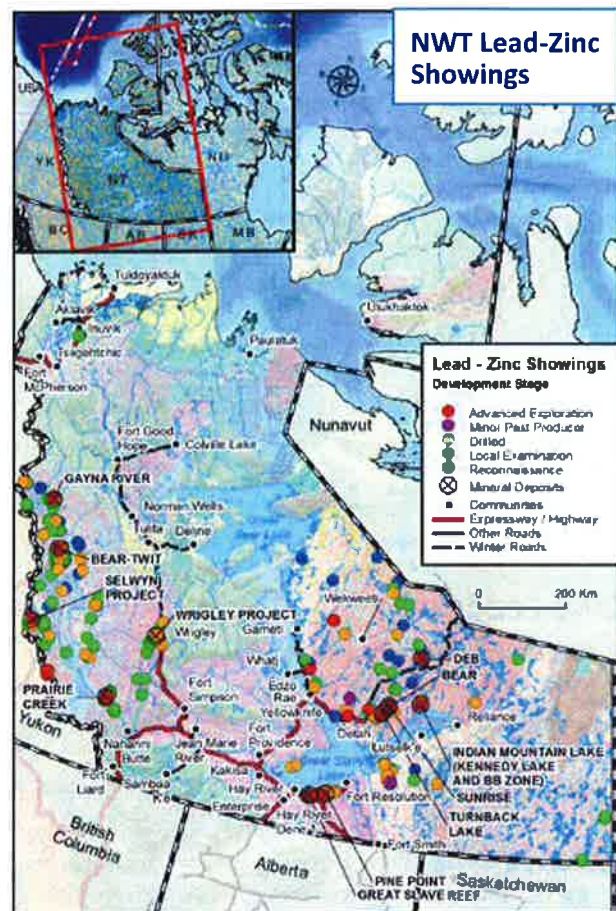 NWT Lead-Zinc
Showings
USA
YK
NT
NU
BC
AB
SK
MB
Tuktoyaktuk
Aklavik
Inuvik
Tsiigehtchic
Fort
McPherson
Paulatuk
Ulukhaktok
Lead - Zinc Showings
Development Stage
Advanced Exploration
Minor Past Producer
Drilled
Local Examination
Reconnaissance
Mineral Deposits
Communities
Expressway / Highway
Other Roads
Winter Roads
Nunavut
0 200 Km
Fort Good
Hope
Colville Lake
GAYNA RIVER
Norman Wells
Tulita
Deline
BEAR-TWIT
SELWYN
PROJECT
WRIGLEY PROJECT
Wrigley
Gameti
Wekweeti
Whati
DEB
BEAR
Edzo
Rae
Yellowknife
Detah
Reliance
Lutselk'e
PRAIRIE
CREEK
Yukon
Fort
Simpson
Nahanni
Butte
Jean Marie
River
Fort
Providence
Kakisa
Fort
Liard
Sambaa
K'e
Hay River
Enterprise
Hay River
Dene
Great Slave
Fort Resolution
Fort Smith
INDIAN MOUNTAIN LAKE
(KENNEDY LAKE
AND BB ZONE)
SUNRISE
TURNBACK
LAKE
PINE POINT
GREAT SLAVE REEF
British
Columbia
Alberta
Saskatchewan